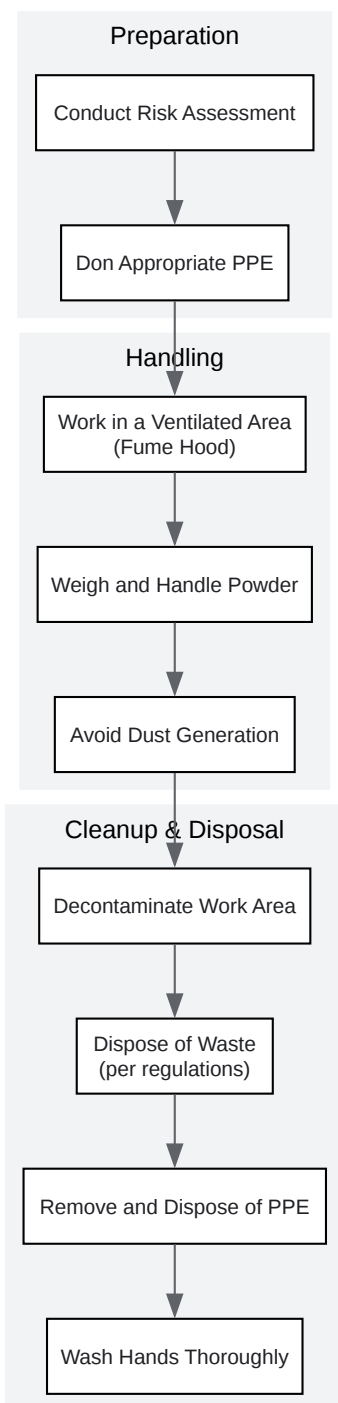 Preparation
Conduct Risk Assessment
Don Appropriate PPE
Handling
Work in a Ventilated Area
(Fume Hood)
Weigh and Handle Powder
Avoid Dust Generation
Cleanup & Disposal
Decontaminate Work Area
Dispose of Waste
(per regulations)
Remove and Dispose of PPE
Wash Hands Thoroughly